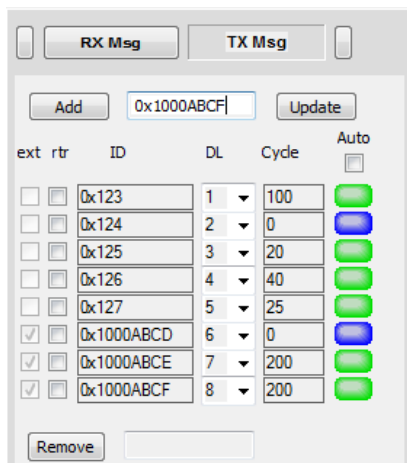 RX Msg TX Msg
Add 0x1000ABCF Update
Auto
ext rtr ID DL Cycle
0x123 1 100
0x124 2 0
0x125 3 20
0x126 4 40
0x127 5 25
0x1000ABCD 6 0
0x1000ABCE 7 200
0x1000ABCF 8 200
Remove